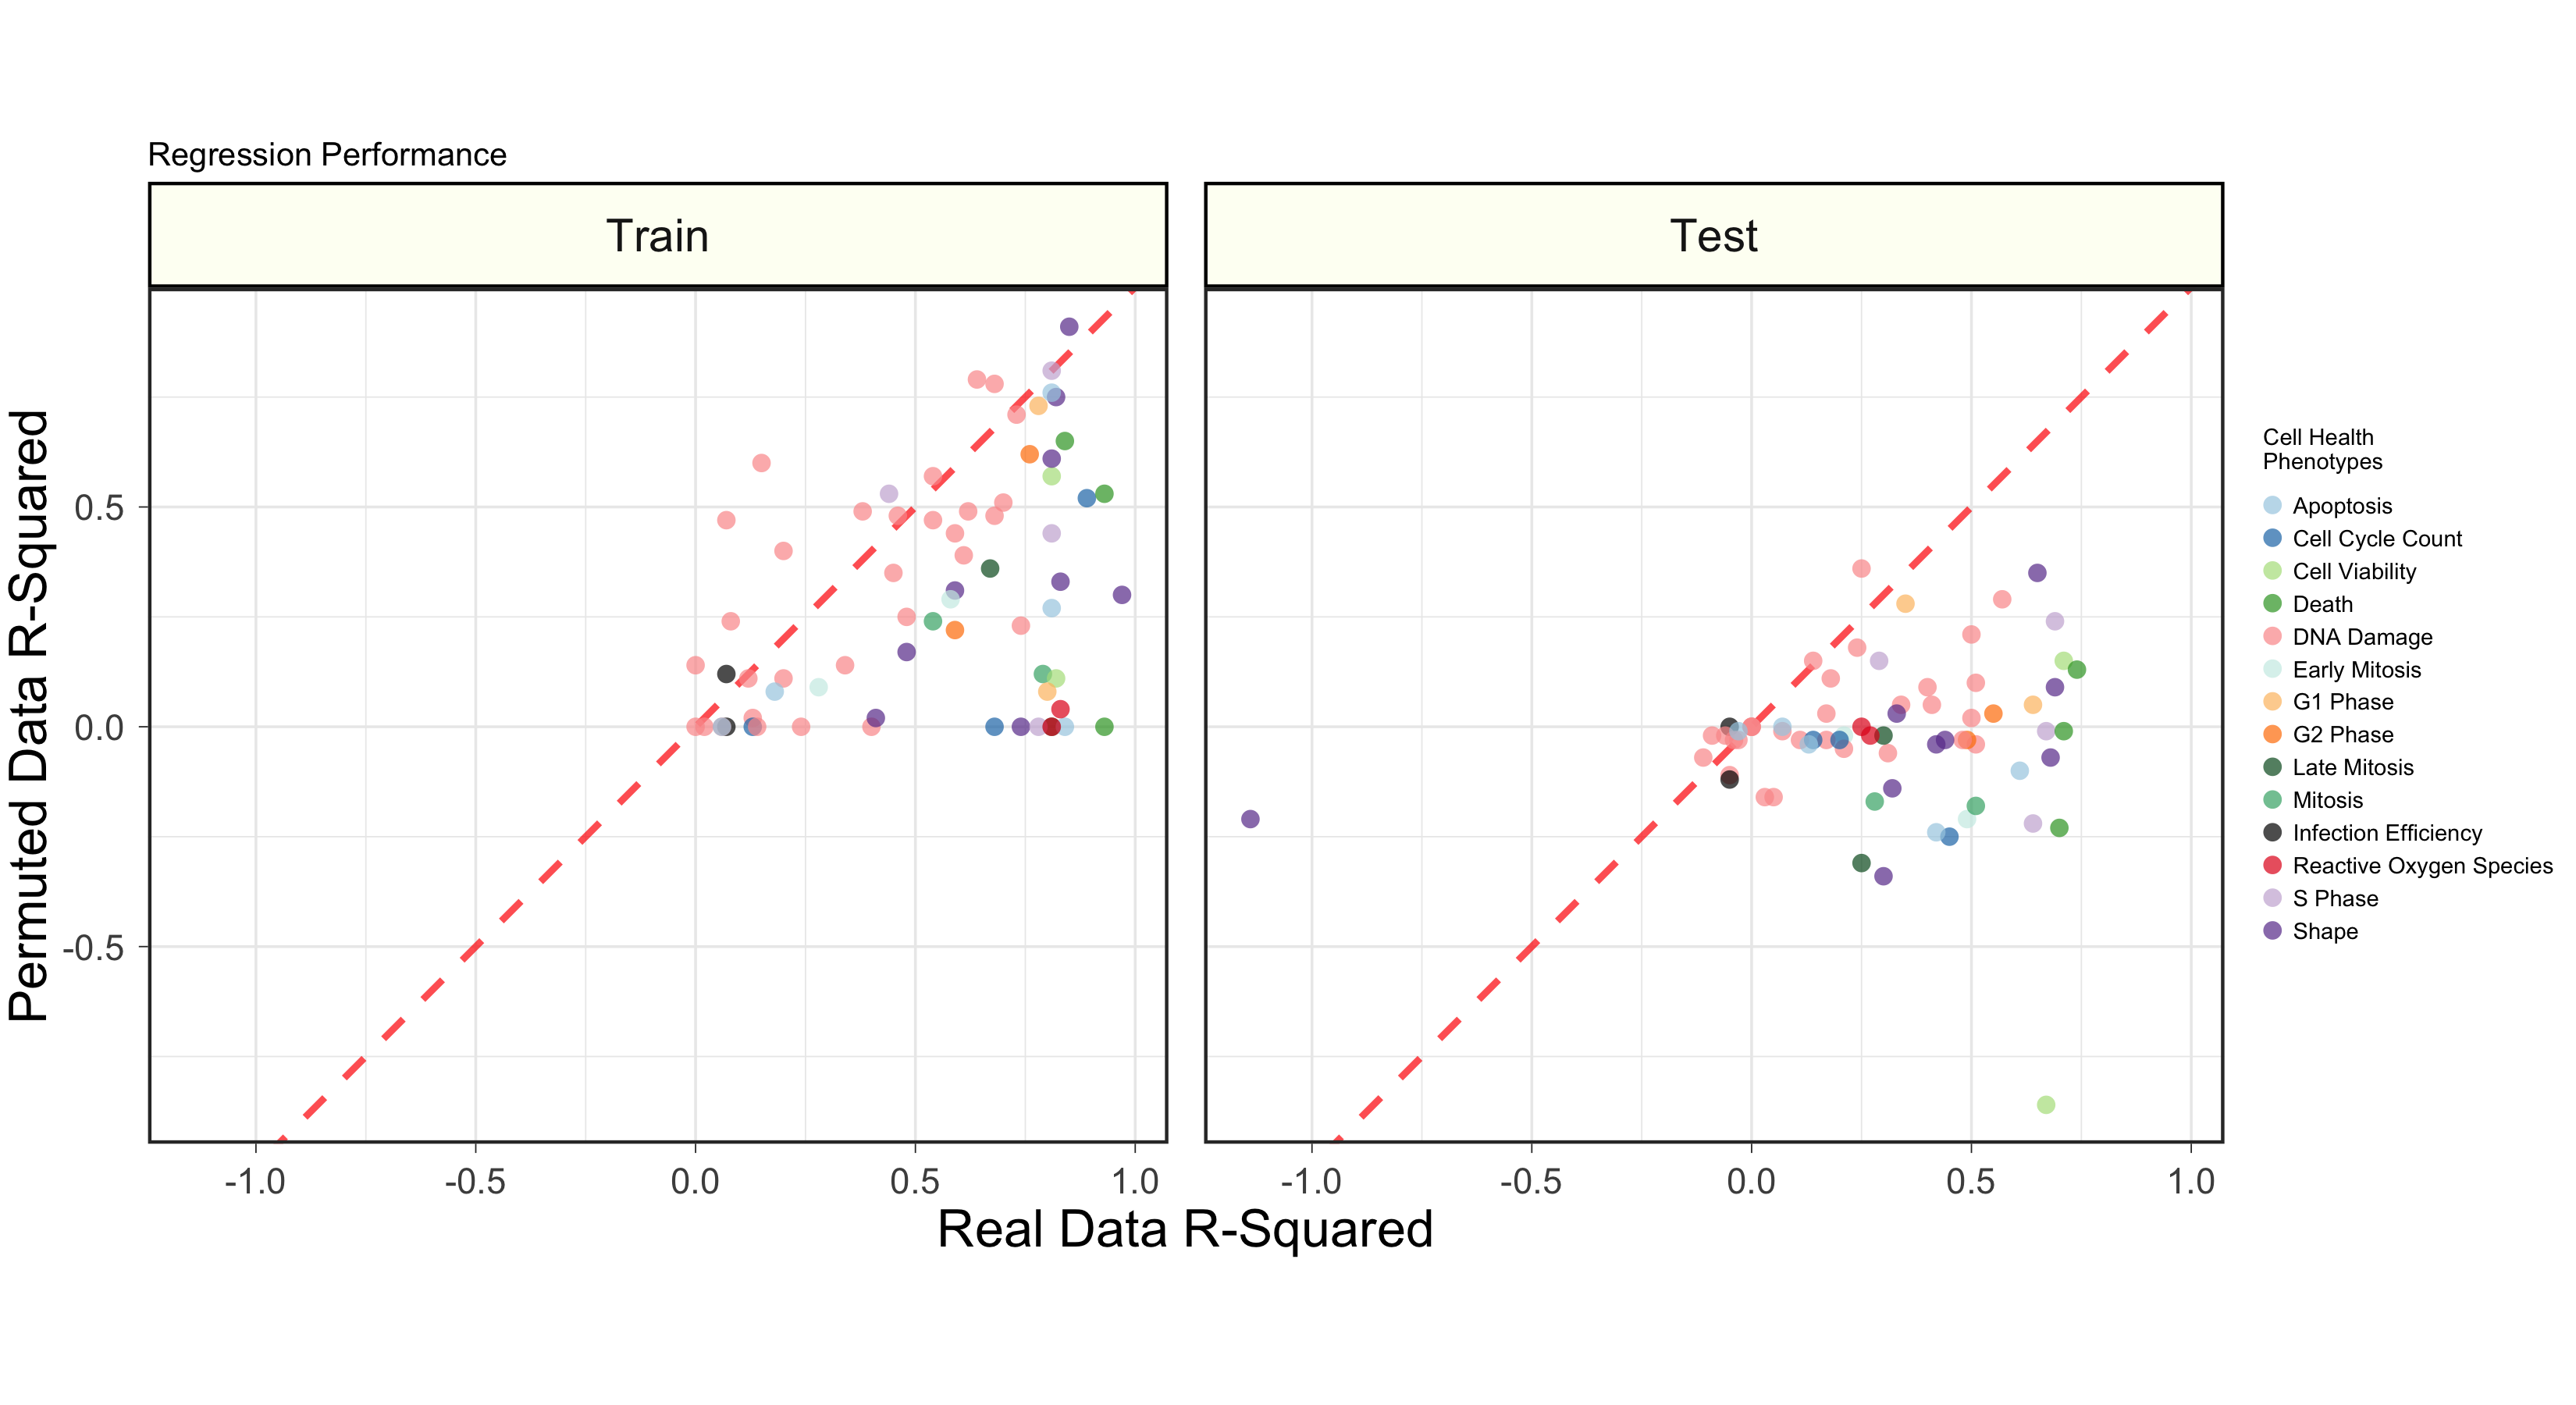 Regression Performance
Train
Test
Permuted Data R-Squared
0.5
0.0
-0.5
-1.0
-0.5
0.0
0.5
1.0
-1.0
-0.5
0.0
0.5
1.0
Real Data R-Squared
Cell Health
Phenotypes
Apoptosis
Cell Cycle Count
Cell Viability
Death
DNA Damage
Early Mitosis
G1 Phase
G2 Phase
Late Mitosis
Mitosis
Infection Efficiency
Reactive Oxygen Species
S Phase
Shape